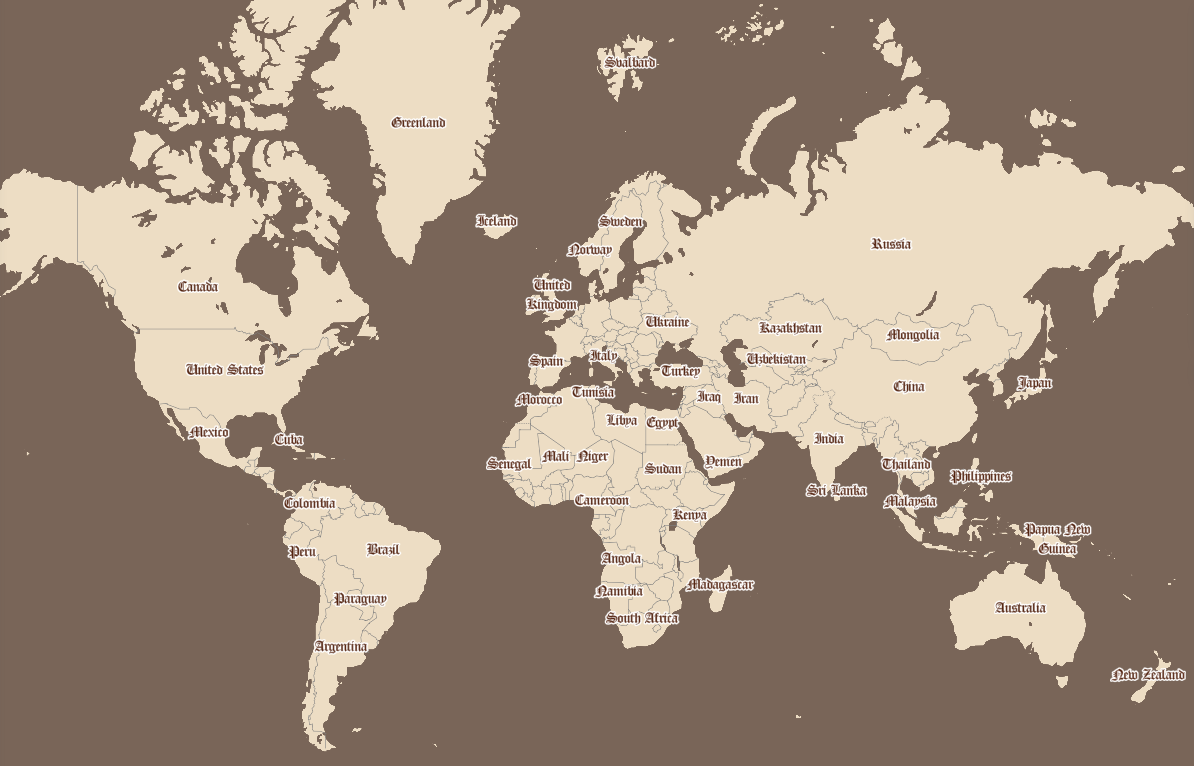 Svalbard
Greenland
Iceland
Sweden
Russia
Norway
Canada
United
Kingdom
Ukraine
Kazakhstan
Mongolia
Italy
Uzbekistan
Spain
United States
Turkey
Japan
China
Tunisia
Morocco
Iraq
Iran
Libya
Egypt
Mexico
Cuba
India
Mali
Niger
Yemen
Senegal
Sudan
Thailand
Philippines
Sri Lanka
Cameroon
Malaysia
Colombia
Kenya
Papua New
Guinea
Peru
Brazil
Angola
Madagascar
Namibia
Paraguay
Australia
South Africa
Argentina
New Zealand